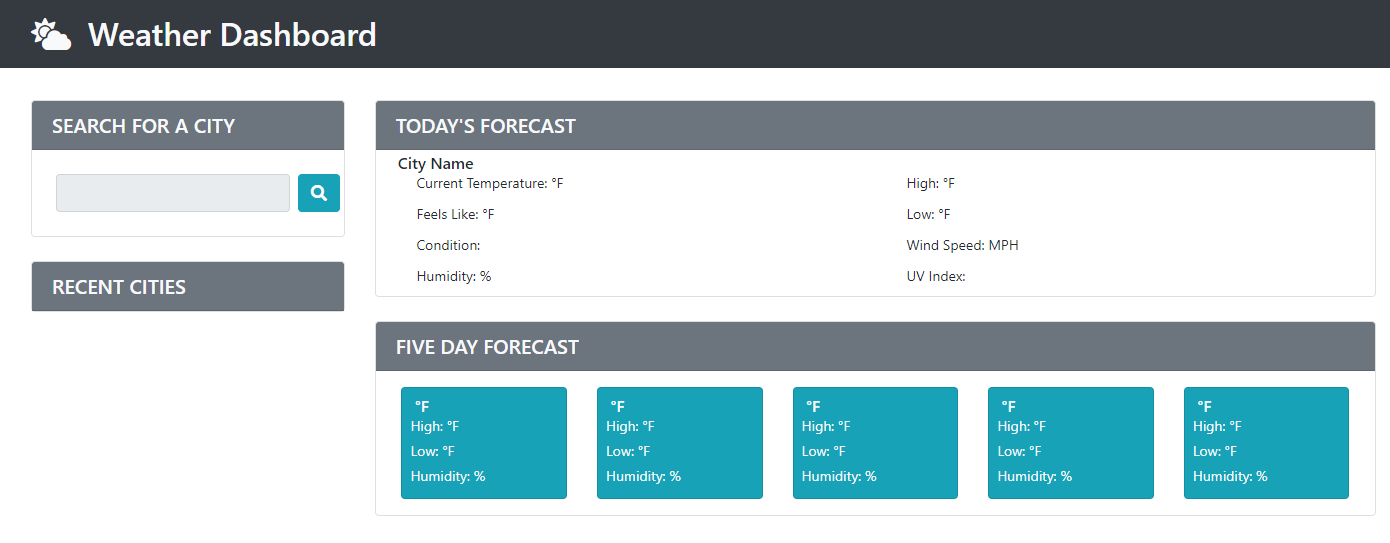 Weather Dashboard
SEARCH FOR A CITY
RECENT CITIES
TODAY'S FORECAST
City Name
Current Temperature: °F
High: °F
Feels Like: °F
Low: °F
Condition:
Wind Speed: MPH
Humidity: %
UV Index:
FIVE DAY FORECAST
°F
High: °F
Low: °F
Humidity: %
°F
High: °F
Low: °F
Humidity: %
°F
High: °F
Low: °F
Humidity: %
°F
High: °F
Low: °F
Humidity: %
°F
High: °F
Low: °F
Humidity: %